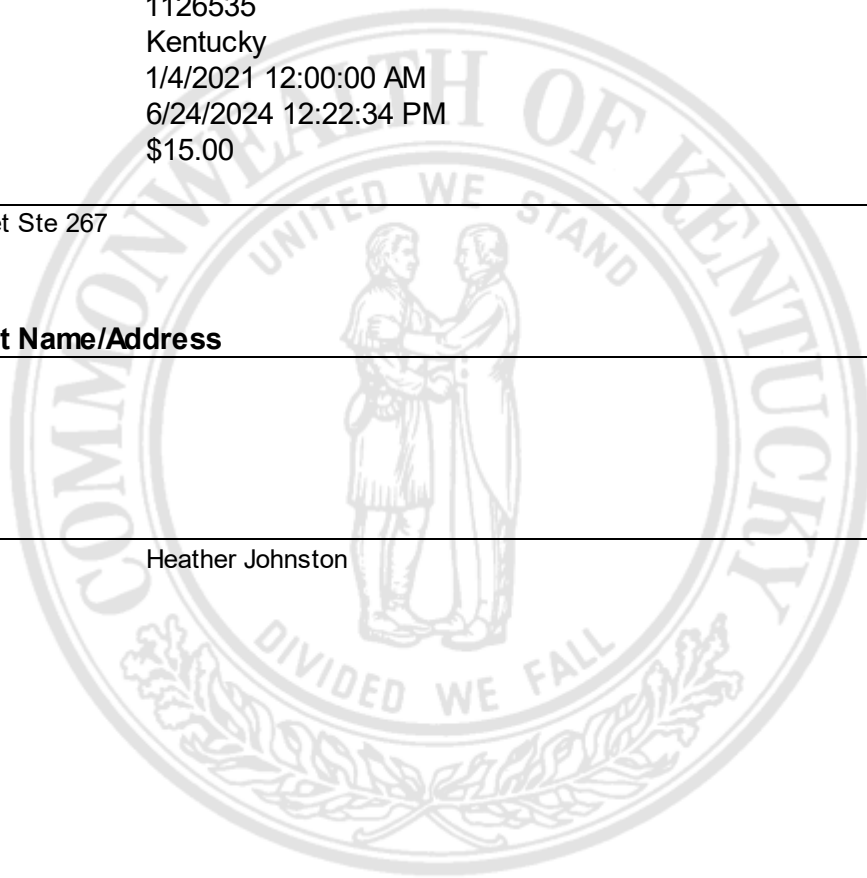 1126535
Kentucky
1/4/2021 12:00:00 AM
6/24/2024 12:22:34 PM
$15.00
t Ste 267
t Name/Address
Heather Johnston
COMMONWEALTH OF KENTUCKY
UNITED WE STAND
DIVIDED WE FALL